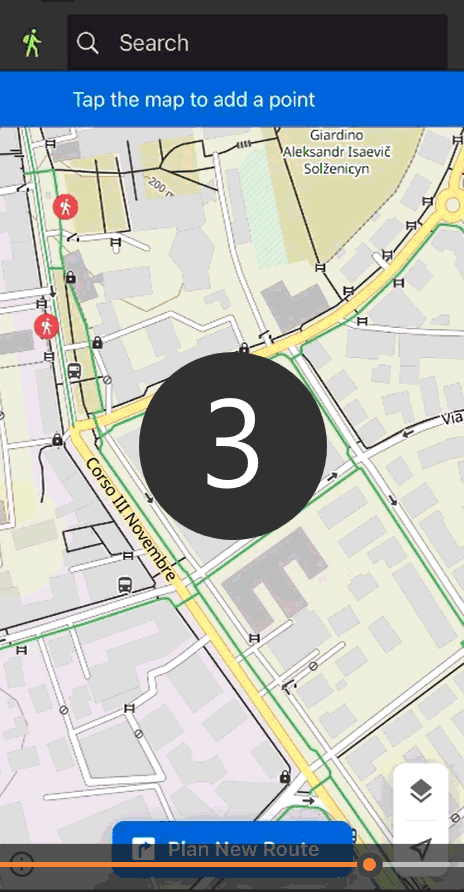 Search
Tap the map to add a point
Giardino
Aleksandr Isaevič
Solženicyn
200 m
3
Via
Corso III Novembre
Plan New Route